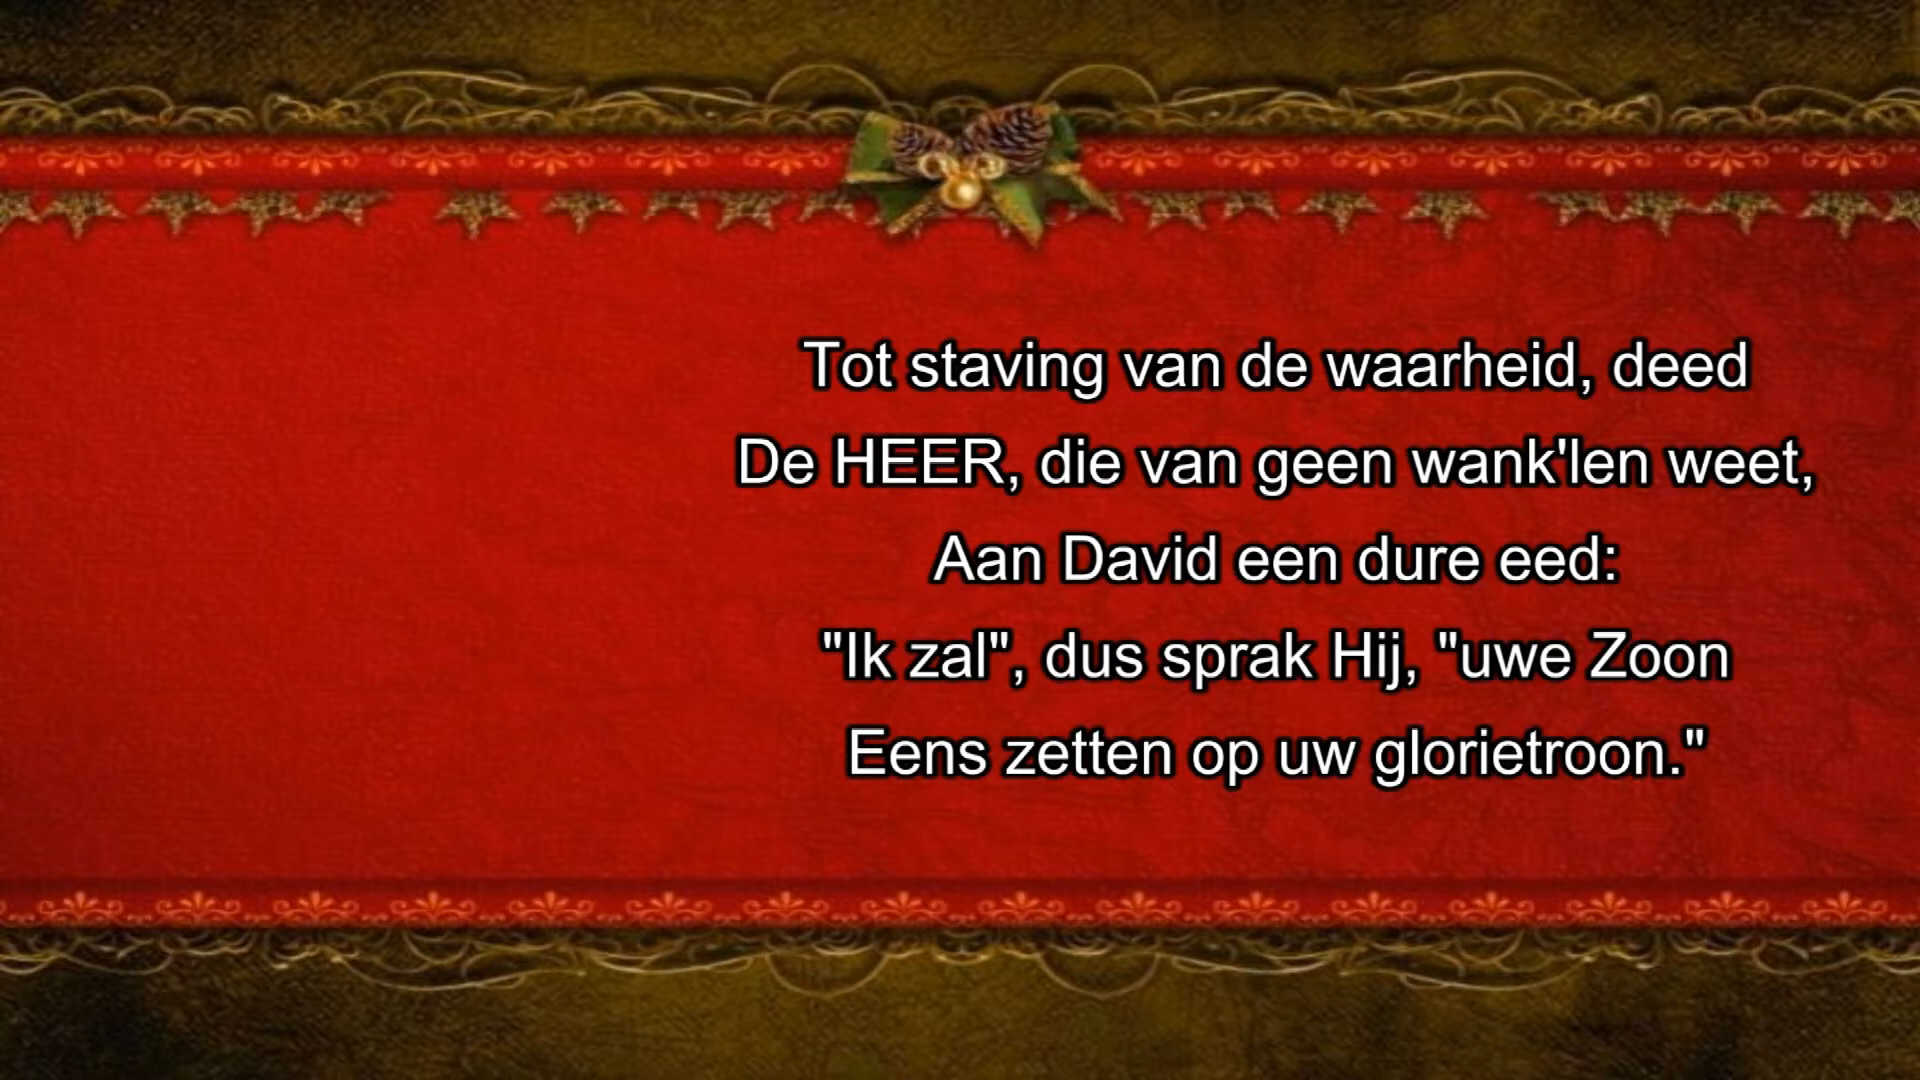 Tot staving van de waarheid, deed
De HEER, die van geen wank'len weet,
Aan David een dure eed:
"Ik zal", dus sprak Hij, "uwe Zoon
Eens zetten op uw glorietroon."